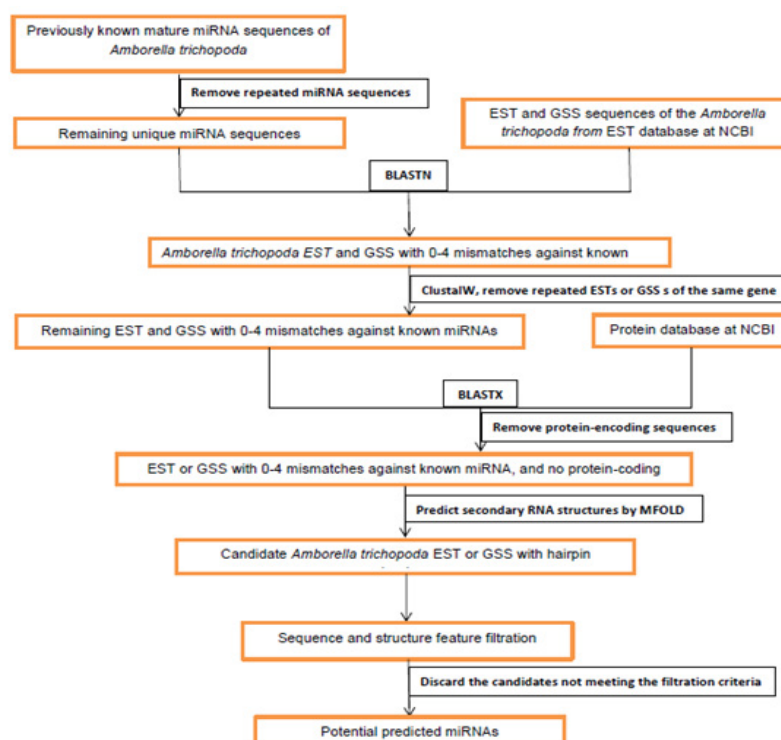 Previously known mature miRNA sequences of
Amborella trichopoda
Remove repeated miRNA sequences
Remaining unique miRNA sequences
EST and GSS sequences of the Amborella
trichopoda from EST database at NCBI
BLASTN
Amborella trichopoda EST and GSS with 0-4 mismatches against known
ClustalW, remove repeated ESTs or GSS s of the same gene
Remaining EST and GSS with 0-4 mismatches against known miRNAs
Protein database at NCBI
BLASTX
Remove protein-encoding sequences
EST or GSS with 0-4 mismatches against known miRNA, and no protein-coding
Predict secondary RNA structures by MFOLD
Candidate Amborella trichopoda EST or GSS with hairpin
Sequence and structure feature filtration
Discard the candidates not meeting the filtration criteria
Potential predicted miRNAs